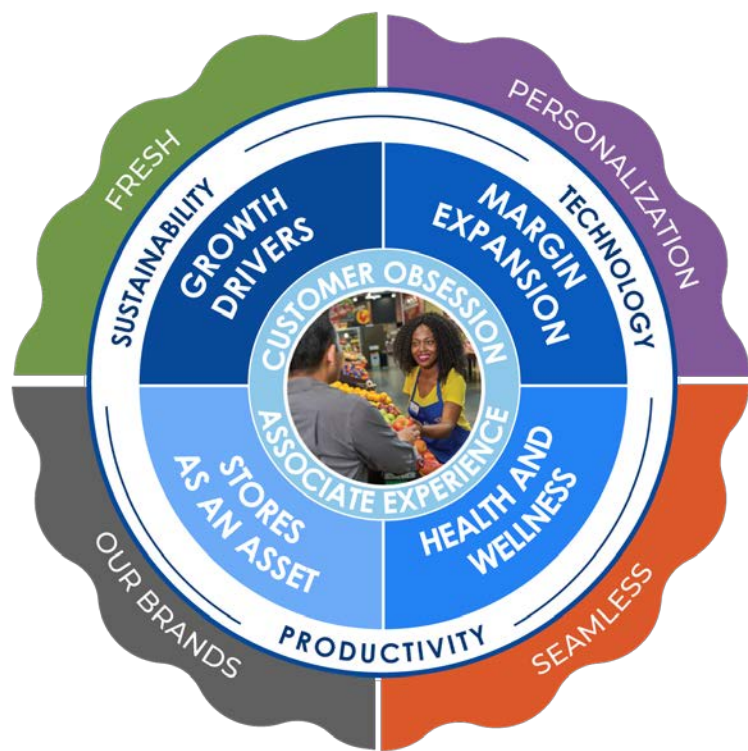 FRESH
PERSONALIZATION
SUSTAINABILITY
TECHNOLOGY
GROWTH
DRIVERS
MARGIN
EXPANSION
CUSTOMER OBSESSION
ASSOCIATE EXPERIENCE
STORES
AS AN ASSET
HEALTH AND
WELLNESS
PRODUCTIVITY
OUR BRANDS
SEAMLESS